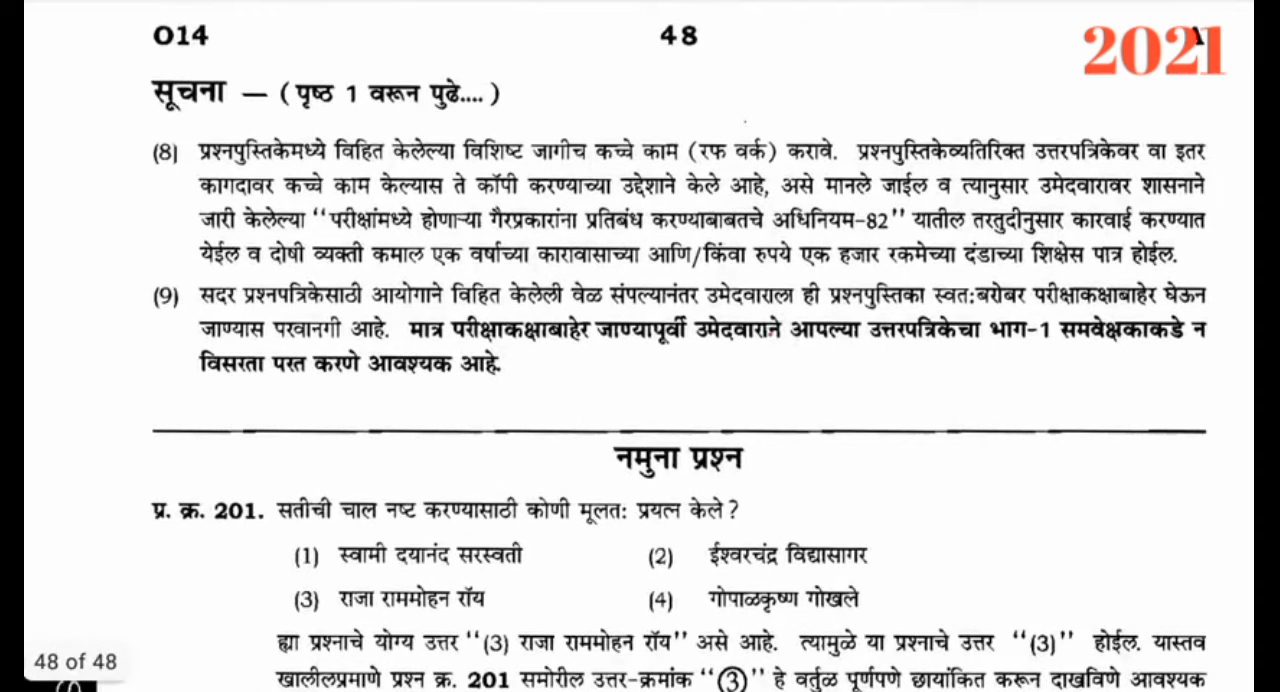 O14 48 A 2021
सूचना — ( पृष्ठ 1 वरून पुढे.... )
(8) प्रश्नपुस्तिकेमध्ये विहित केलेल्या विशिष्ट जागीच कच्चे काम (रफ वर्क) करावे. प्रश्नपुस्तिकेव्यतिरिक्त उत्तरपत्रिकेवर वा इतर
कागदावर कच्चे काम केल्यास ते कॉपी करण्याच्या उद्देशाने केले आहे, असे मानले जाईल व त्यानुसार उमेदवारावर शासनाने
जारी केलेल्या "परीक्षांमध्ये होणाऱ्या गैरप्रकारांना प्रतिबंध करण्याबाबतचे अधिनियम-82" यातील तरतुदीनुसार कारवाई करण्यात
येईल व दोषी व्यक्ती कमाल एक वर्षाच्या कारावासाच्या आणि/किंवा रुपये एक हजार रकमेच्या दंडाच्या शिक्षेस पात्र होईल.
(9) सदर प्रश्नपत्रिकेसाठी आयोगाने विहित केलेली वेळ संपल्यानंतर उमेदवाराला ही प्रश्नपुस्तिका स्वत:बरोबर परीक्षाकक्षाबाहेर घेऊन
जाण्यास परवानगी आहे. मात्र परीक्षाकक्षाबाहेर जाण्यापूर्वी उमेदवाराने आपल्या उत्तरपत्रिकेचा भाग-1 समवेक्षकाकडे न
विसरता परत करणे आवश्यक आहे.
नमुना प्रश्न
प्र. क्र. 201. सतीची चाल नष्ट करण्यासाठी कोणी मूलत: प्रयत्न केले ?
(1) स्वामी दयानंद सरस्वती (2) ईश्वरचंद्र विद्यासागर
(3) राजा राममोहन रॉय (4) गोपाळकृष्ण गोखले
ह्या प्रश्नाचे योग्य उत्तर "(3) राजा राममोहन रॉय" असे आहे. त्यामुळे या प्रश्नाचे उत्तर "(3)" होईल. यास्तव
खालीलप्रमाणे प्रश्न क्र. 201 समोरील उत्तर-क्रमांक "③" हे वर्तुळ पूर्णपणे छायांकित करून दाखविणे आवश्यक
48 of 48